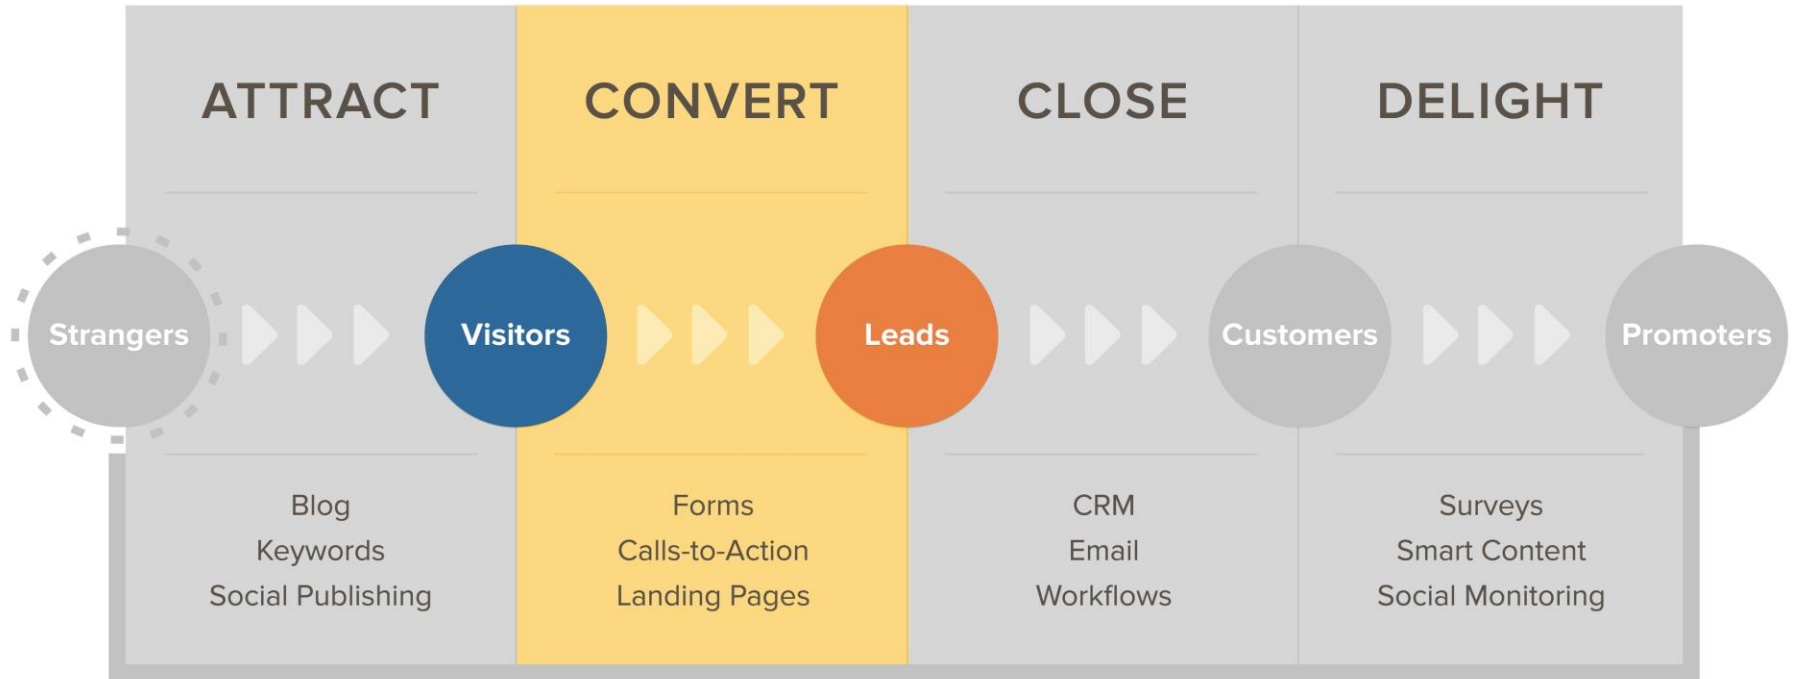 ATTRACT
CONVERT
CLOSE
DELIGHT
Strangers
Visitors
Leads
Customers
Promoters
Blog
Keywords
Social Publishing
Forms
Calls-to-Action
Landing Pages
CRM
Email
Workflows
Surveys
Smart Content
Social Monitoring